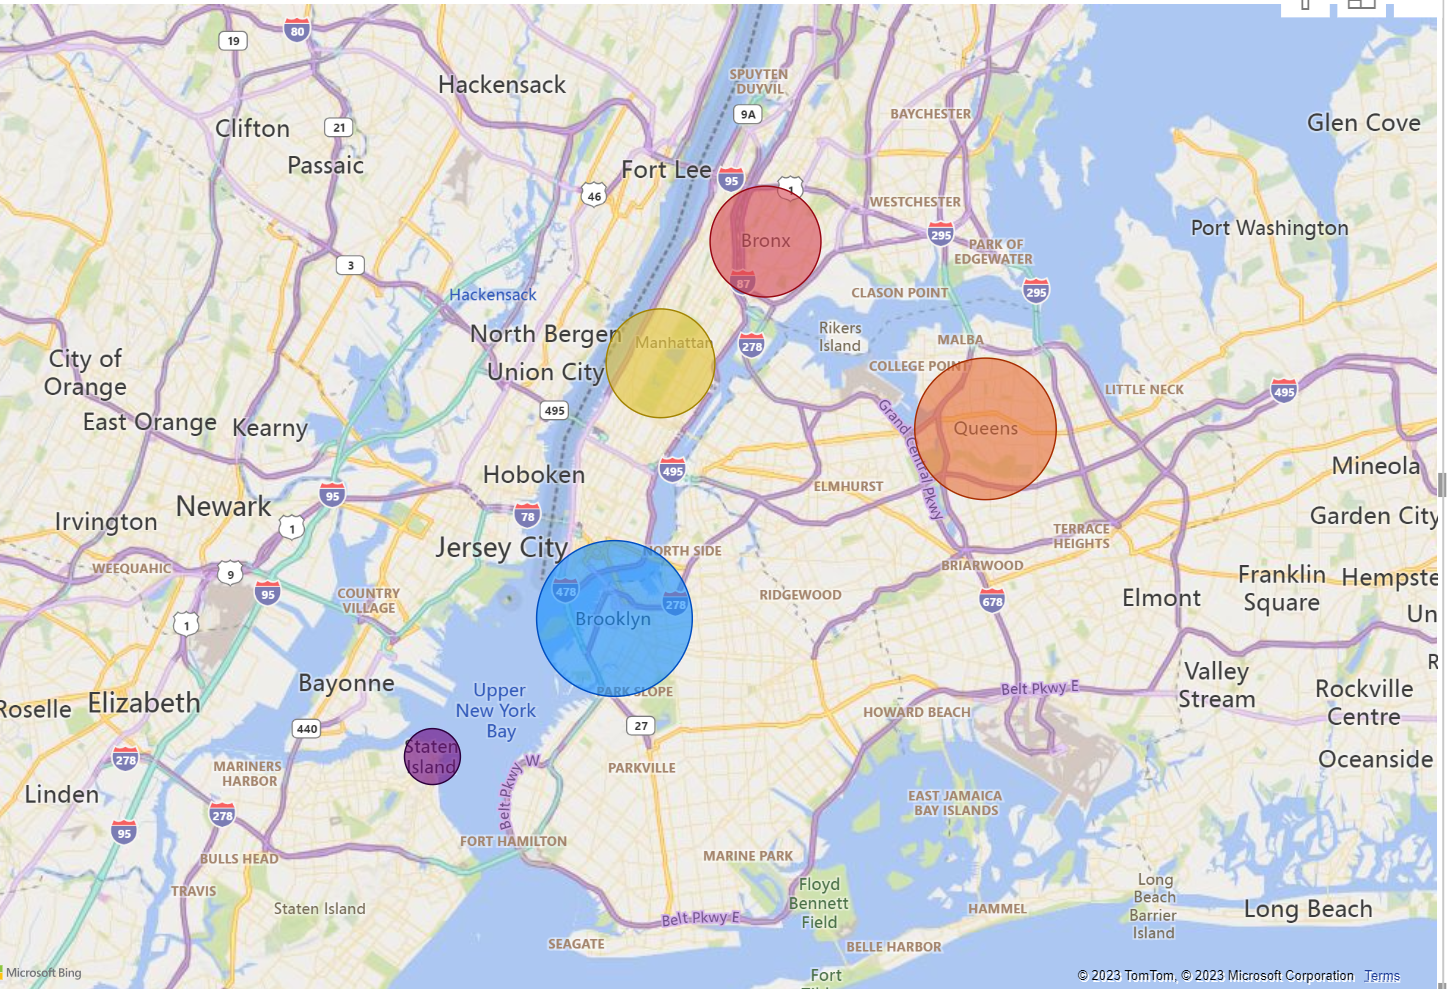 80
19
Hackensack
SPUYTEN
DUYVIL
9A
BAYCHESTER
Clifton
21
Glen Cove
Passaic
Fort Lee
95
1
46
WESTCHESTER
Port Washington
295
Bronx
PARK OF
EDGEWATER
3
87
Hackensack
CLASON POINT
295
North Bergen
Manhattan
278
Rikers
Island
MALBA
City of
Orange
Union City
COLLEGE POINT
LITTLE NECK
495
495
East Orange
Kearny
Grand Central Pkwy
Queens
Hoboken
495
ELMHURST
Mineola
95
Newark
78
Irvington
1
Garden City
TERRACE
HEIGHTS
Jersey City
NORTH SIDE
WEEQUAHIC
9
BRIARWOOD
Franklin
Square
Hempste
95
COUNTRY
VILLAGE
478
278
RIDGEWOOD
678
Elmont
Un
1
Brooklyn
R
Bayonne
Upper
New York
Bay
PARK SLOPE
Belt Pkwy E
Valley
Stream
Rockville
Centre
Roselle
Elizabeth
HOWARD BEACH
440
27
Staten
Island
278
MARINERS
HARBOR
Belt Pkwy W
PARKVILLE
Oceanside
Linden
278
EAST JAMAICA
BAY ISLANDS
95
FORT HAMILTON
BULLS HEAD
MARINE PARK
TRAVIS
Floyd
Bennett
Field
Long
Beach
Barrier
Island
Staten Island
Belt Pkwy E
HAMMEL
Long Beach
SEAGATE
BELLE HARBOR
Microsoft Bing
Fort
© 2023 TomTom, © 2023 Microsoft Corporation Terms